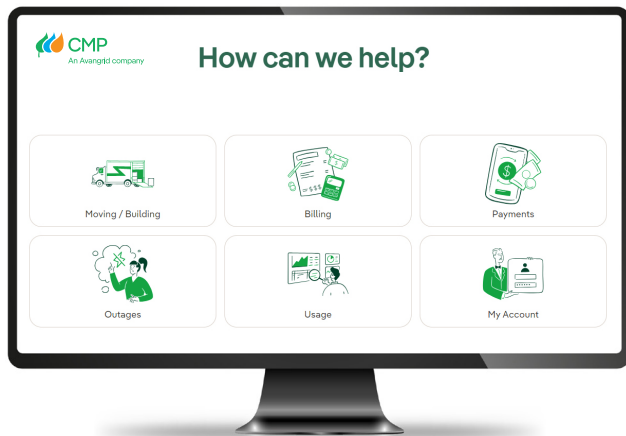 CMP
An Avangrid company
How can we help?
Moving / Building
Billing
Payments
Outages
Usage
My Account